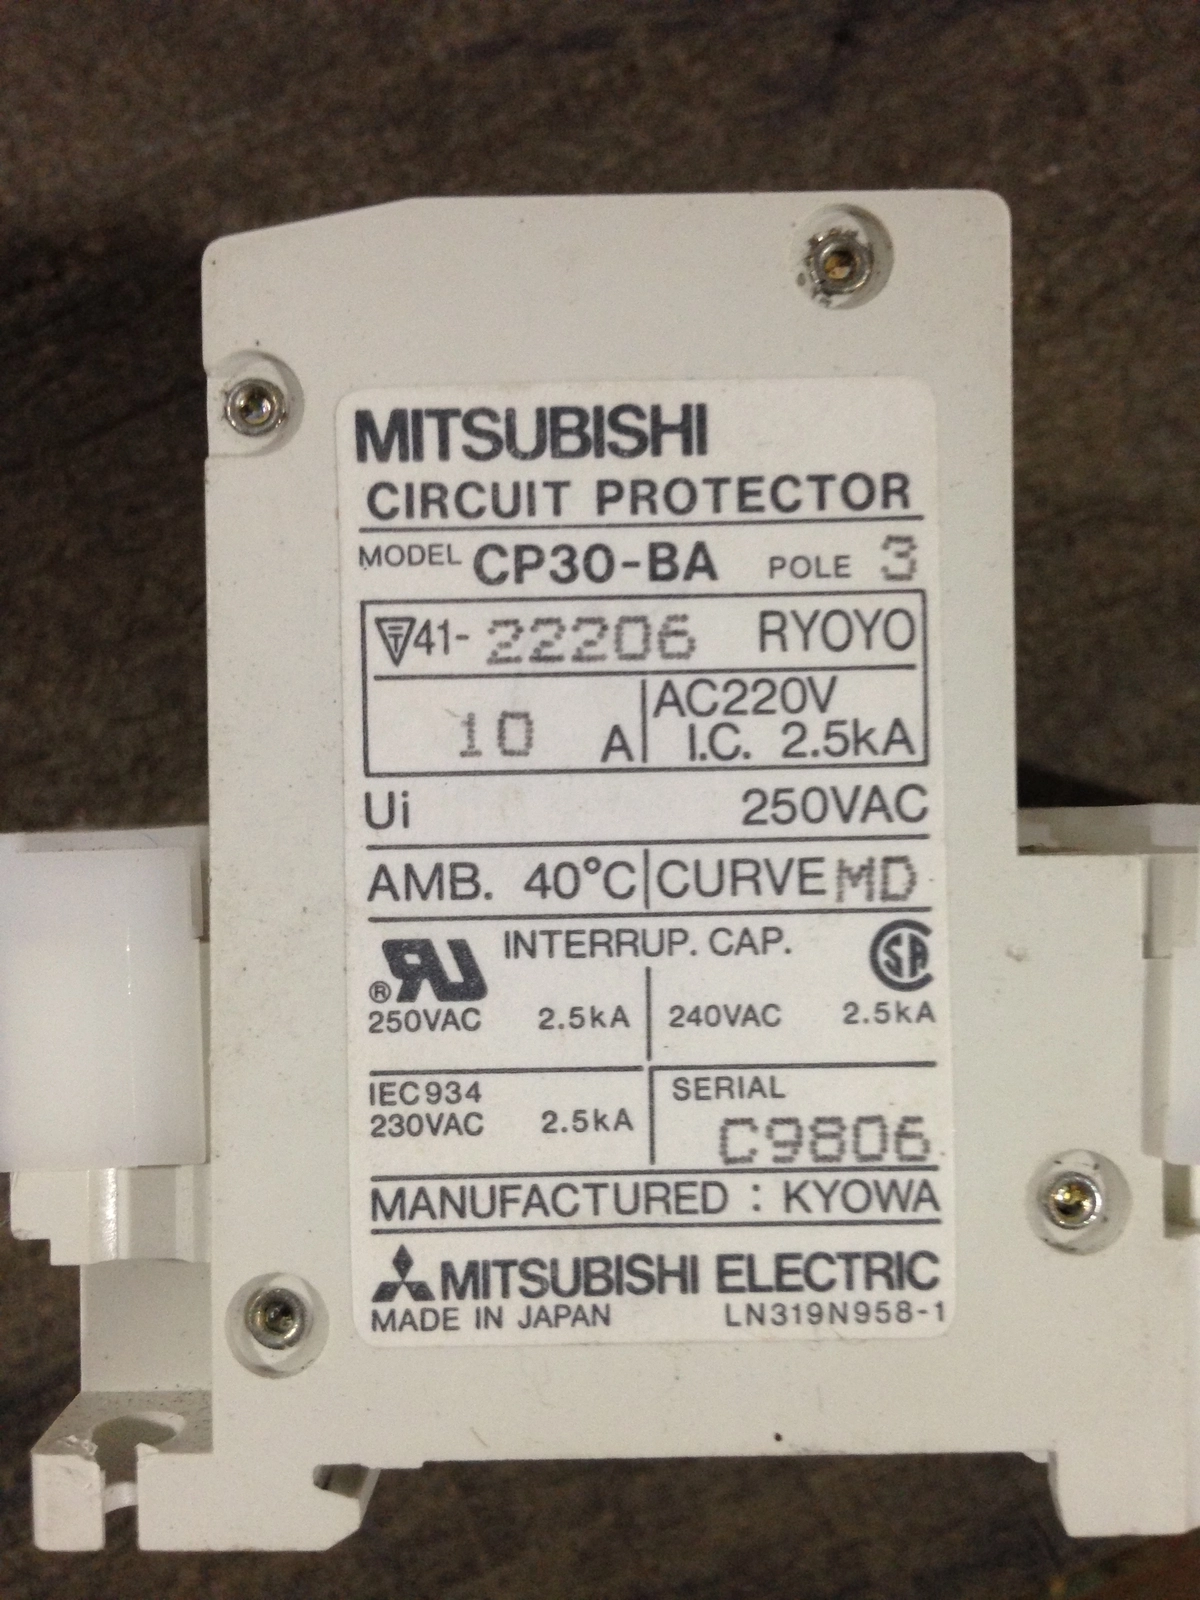 MITSUBISHI
CIRCUIT PROTECTOR
MODEL CP30-BA POLE 3
T 41-22206 RYOYO
10 A AC220V
I.C. 2.5kA
Ui 250VAC
AMB. 40°C CURVE MD
INTERRUP. CAP.
® RU SA
250VAC 2.5kA 240VAC 2.5kA
IEC934 SERIAL
230VAC 2.5kA C9806
MANUFACTURED : KYOWA
MITSUBISHI ELECTRIC
MADE IN JAPAN LN319N958-1